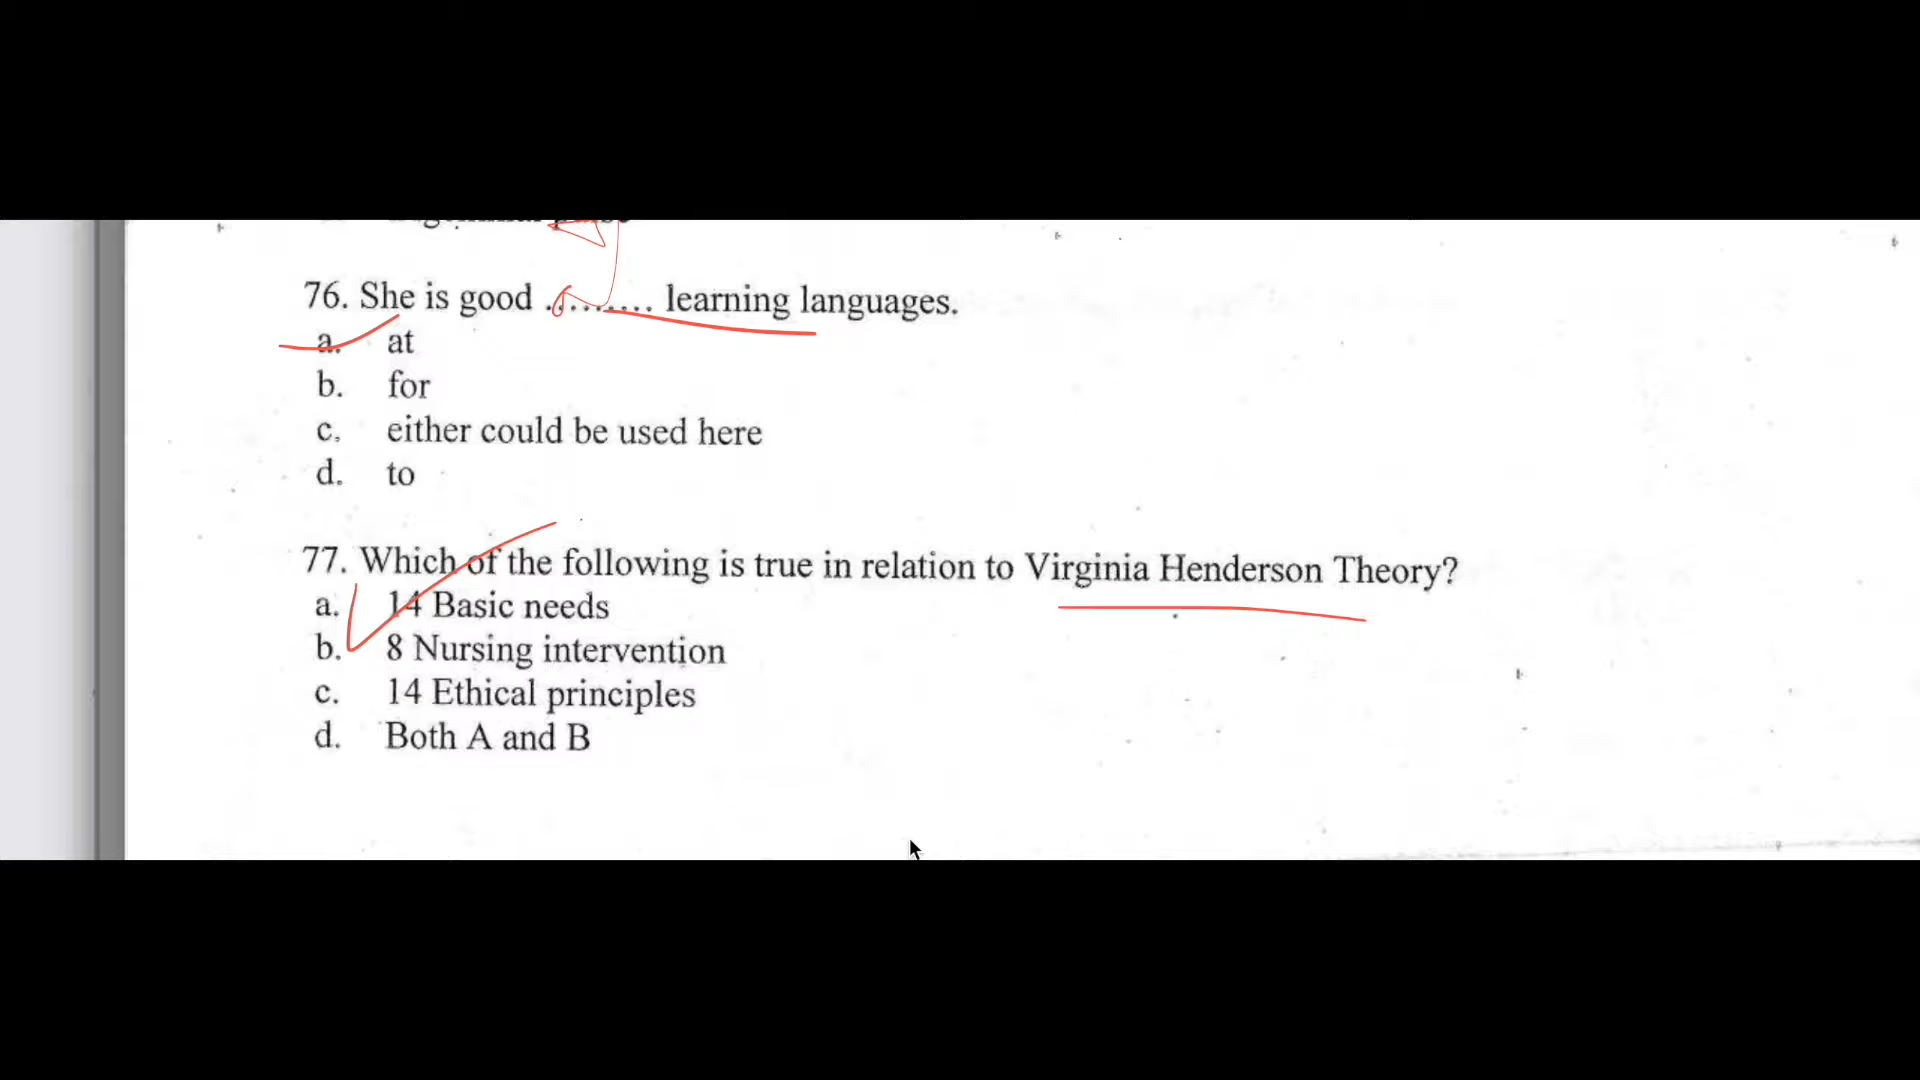 76. She is good ......... learning languages.
a. at
b. for
c. either could be used here
d. to
77. Which of the following is true in relation to Virginia Henderson Theory?
a. 14 Basic needs
b. 8 Nursing intervention
c. 14 Ethical principles
d. Both A and B